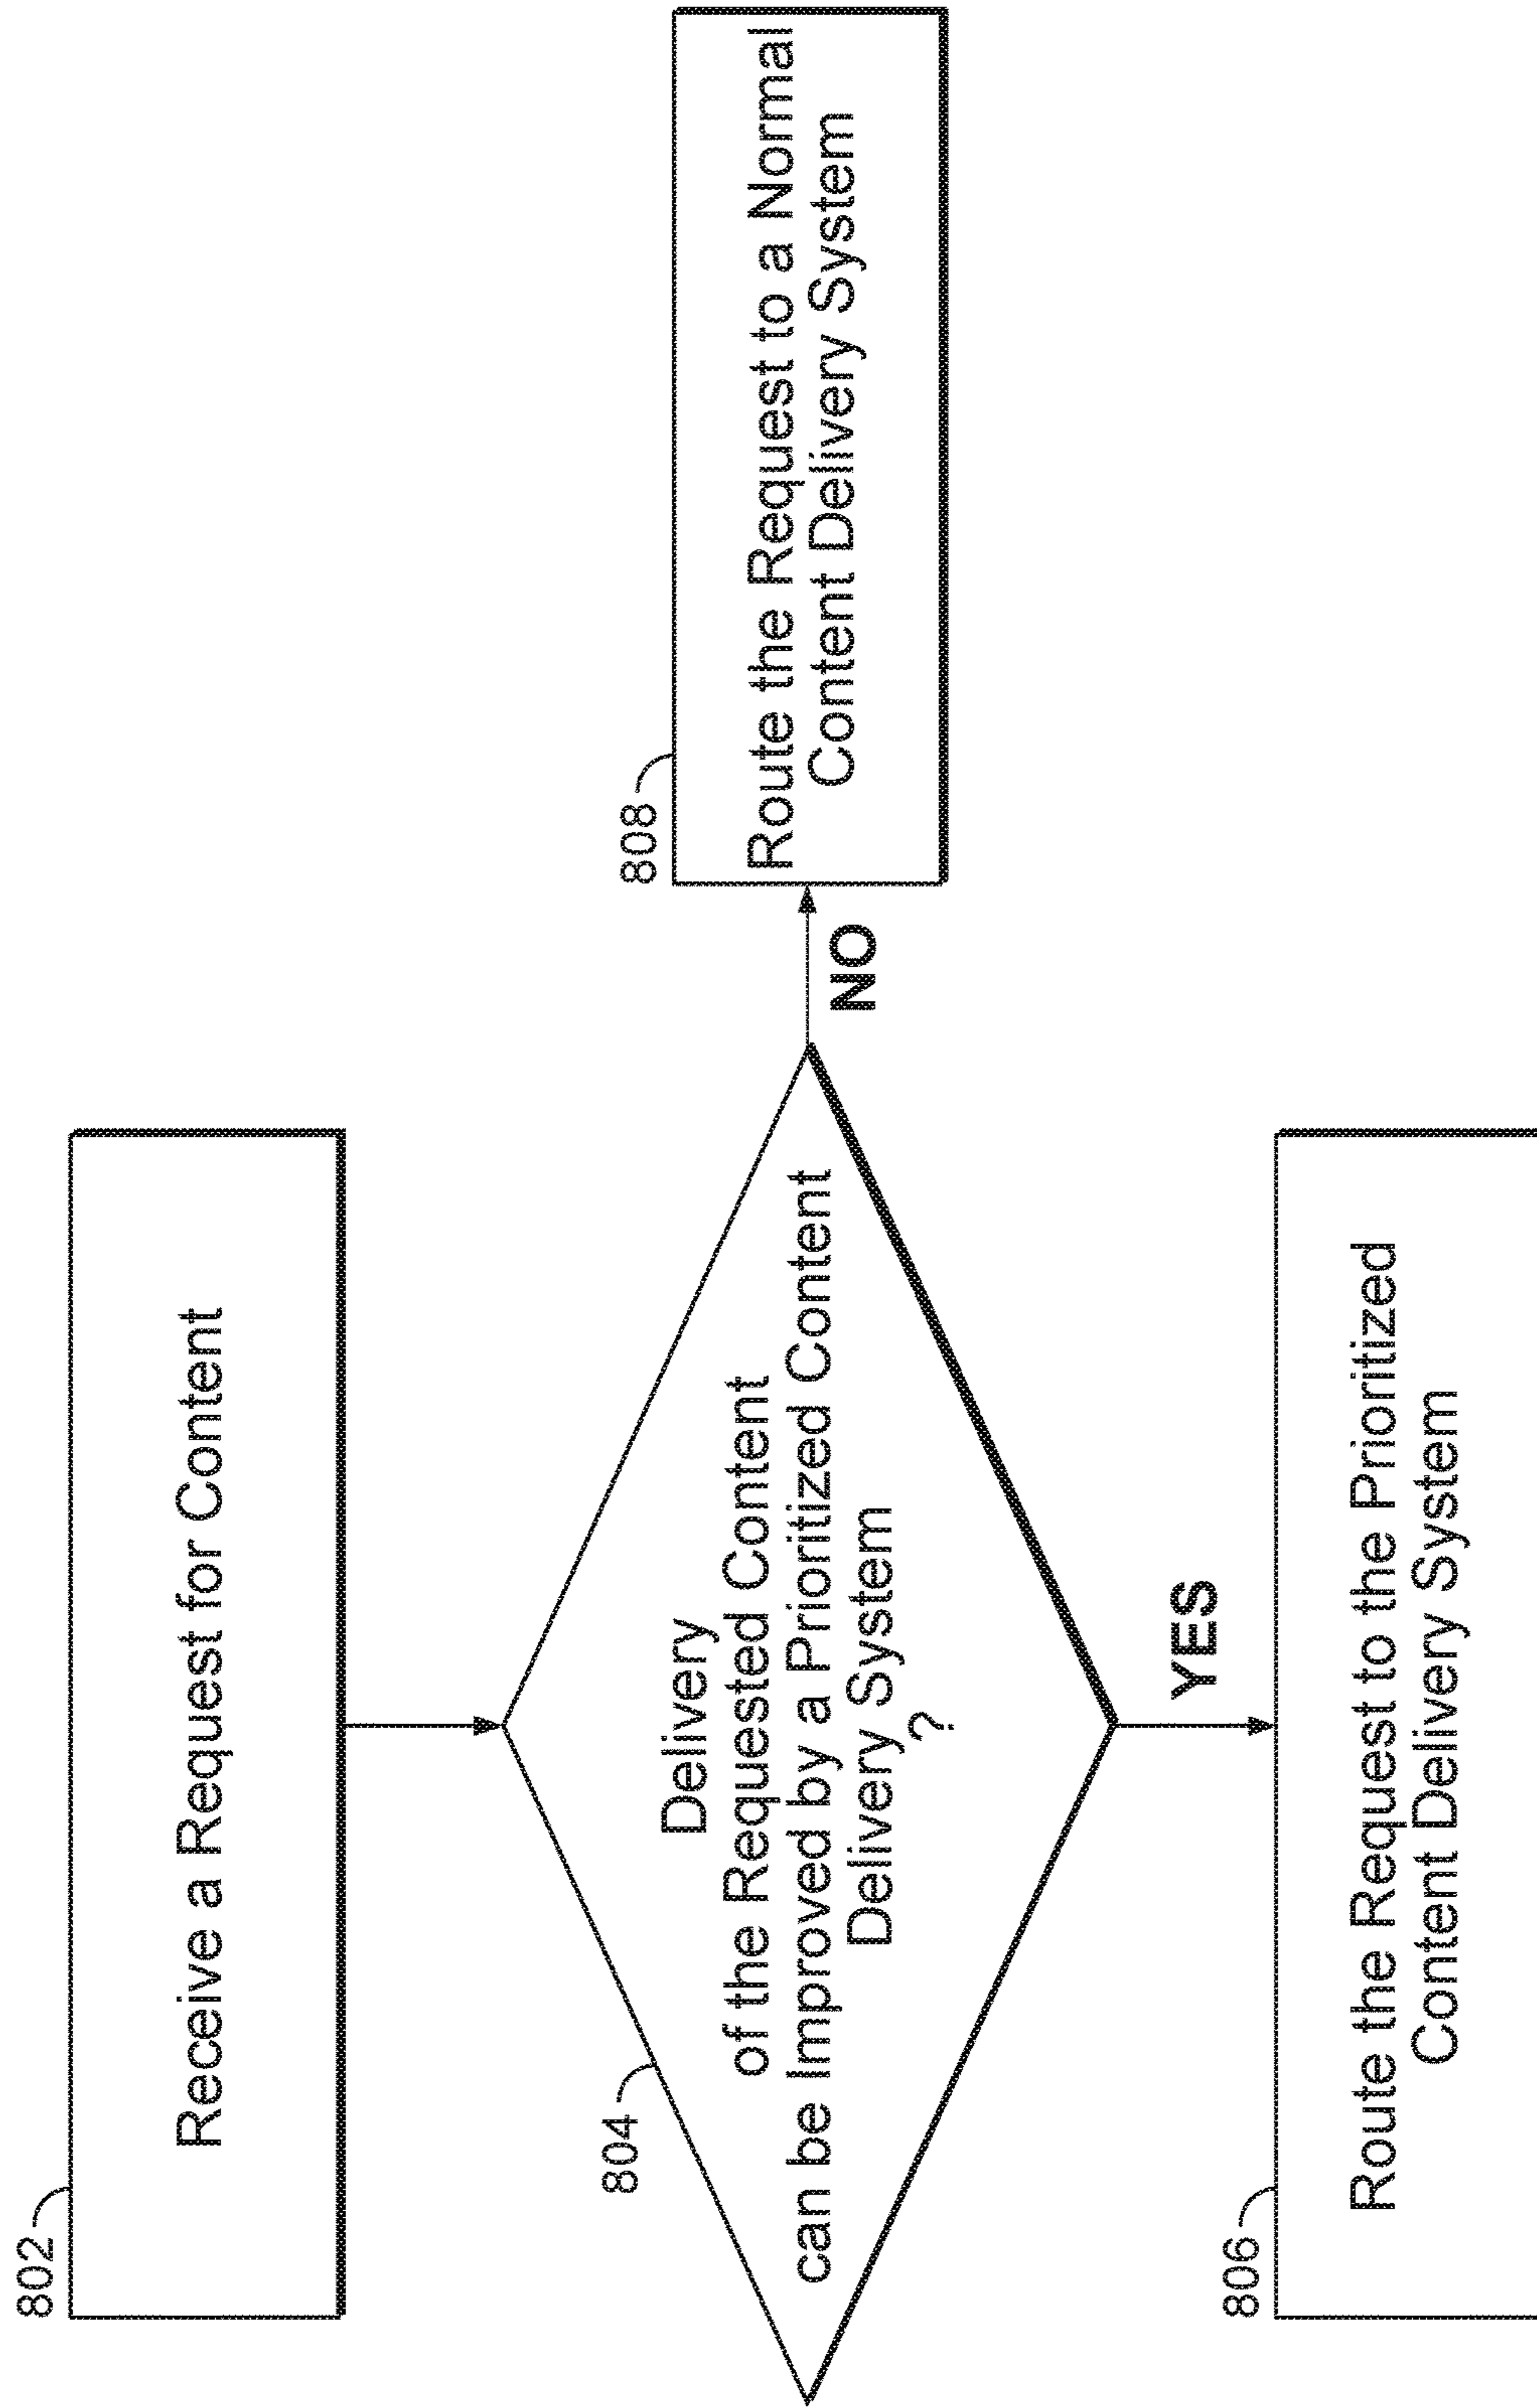 802
Receive a Request for Content
804
Delivery
of the Requested Content
can be Improved by a Prioritized Content
Delivery System
?
NO
808
Route the Request to a Normal
Content Delivery System
YES
806
Route the Request to the Prioritized
Content Delivery System